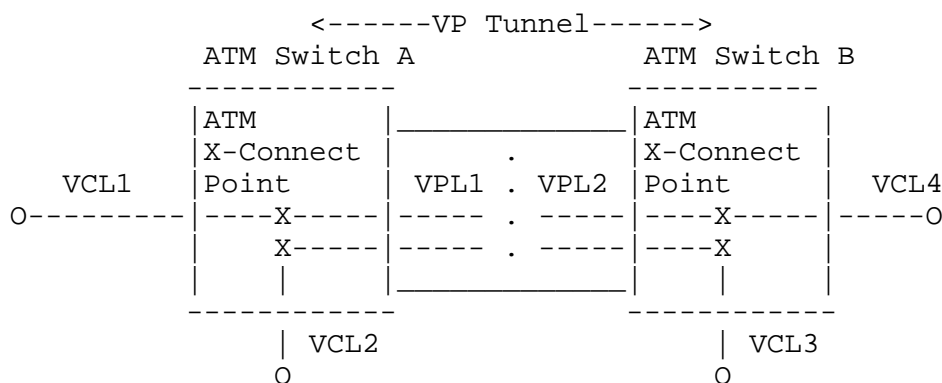 <------VP Tunnel------>
ATM Switch A ATM Switch B
ATM ATM
X-Connect . X-Connect
VCL1 Point VPL1 . VPL2 Point VCL4
O---------|----X-----|----- . -----|----X-----|-----O
X-----|----- . -----|----X
| VCL2 | VCL3
O O